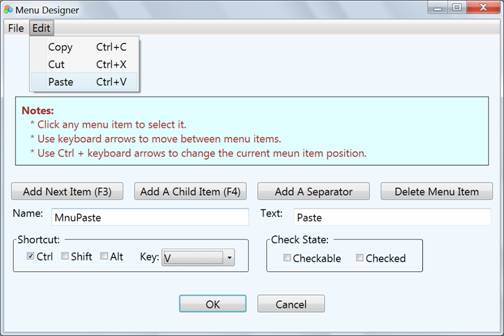 Menu Designer
File Edit
Copy Ctrl+C
Cut Ctrl+X
Paste Ctrl+V
Notes:
* Click any menu item to select it.
* Use keyboard arrows to move between menu items.
* Use Ctrl + keyboard arrows to change the current meun item position.
Add Next Item (F3) Add A Child Item (F4) Add A Separator Delete Menu Item
Name: MnuPaste Text: Paste
Shortcut: Check State:
Ctrl Shift Alt Key: V Checkable Checked
OK Cancel